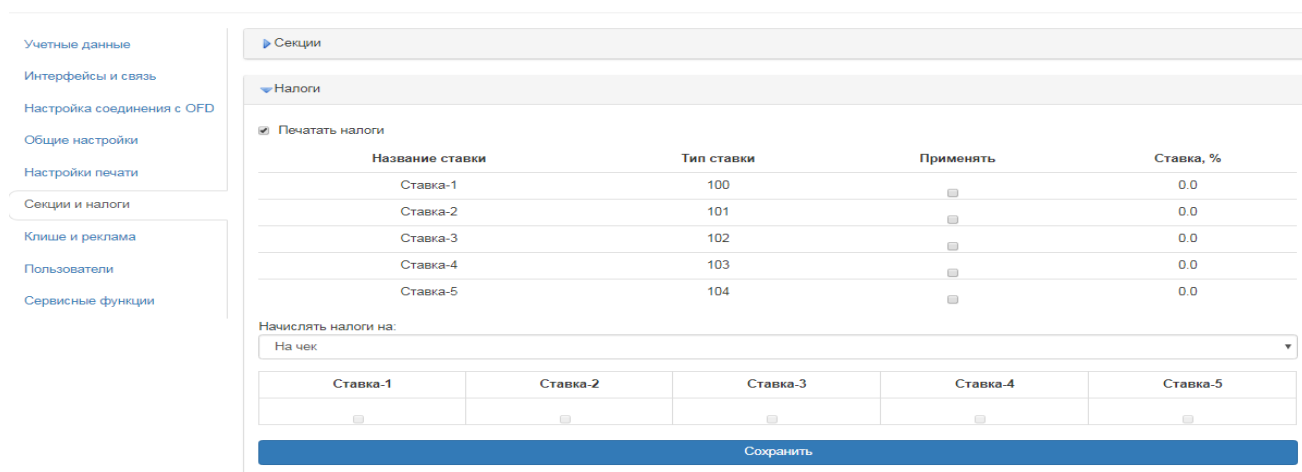 Учетные данные
Интерфейсы и связь
Настройка соединения с OFD
Общие настройки
Настройки печати
Секции и налоги
Клише и реклама
Пользователи
Сервисные функции
Секции
Налоги
Печатать налоги
Название ставки Тип ставки Применять Ставка, %
Ставка-1 100 0.0
Ставка-2 101 0.0
Ставка-3 102 0.0
Ставка-4 103 0.0
Ставка-5 104 0.0
Начислять налоги на:
На чек
Ставка-1 Ставка-2 Ставка-3 Ставка-4 Ставка-5
Сохранить